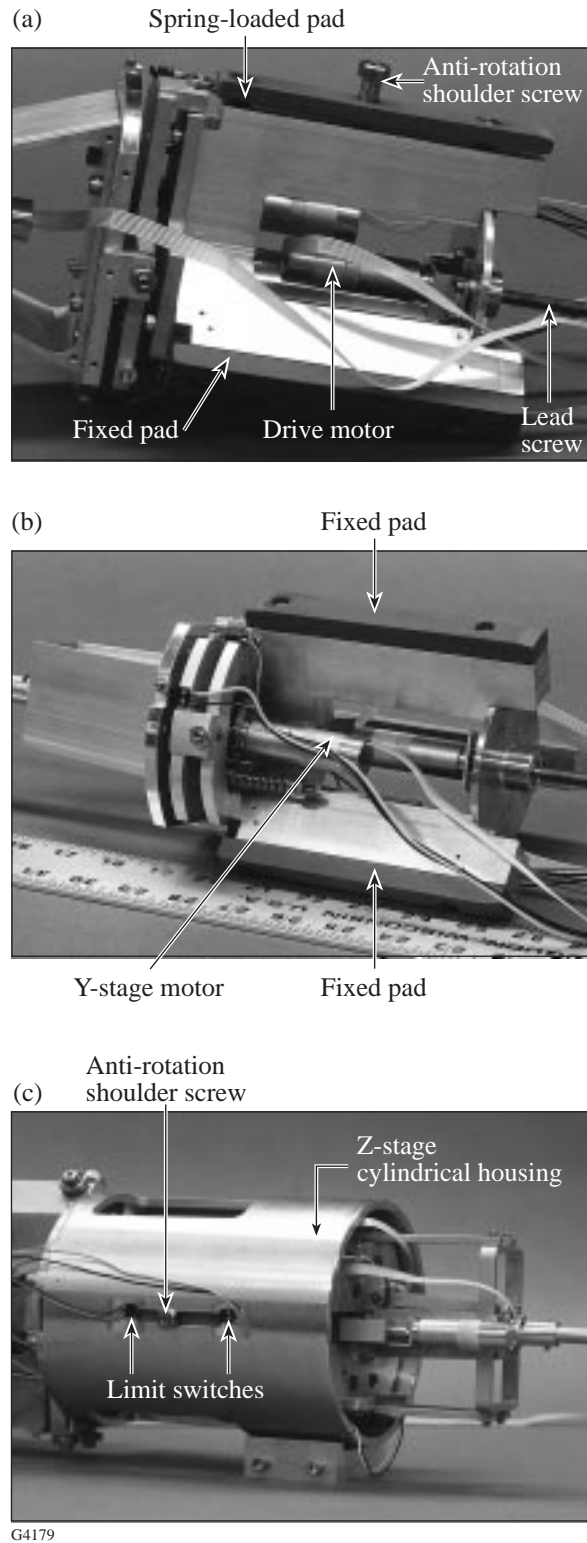 (a)
Spring-loaded pad
Anti-rotation
shoulder screw
Fixed pad
Drive motor
Lead
screw
(b)
Fixed pad
Y-stage motor
Fixed pad
Anti-rotation
shoulder screw
(c)
Z-stage
cylindrical housing
Limit switches
G4179